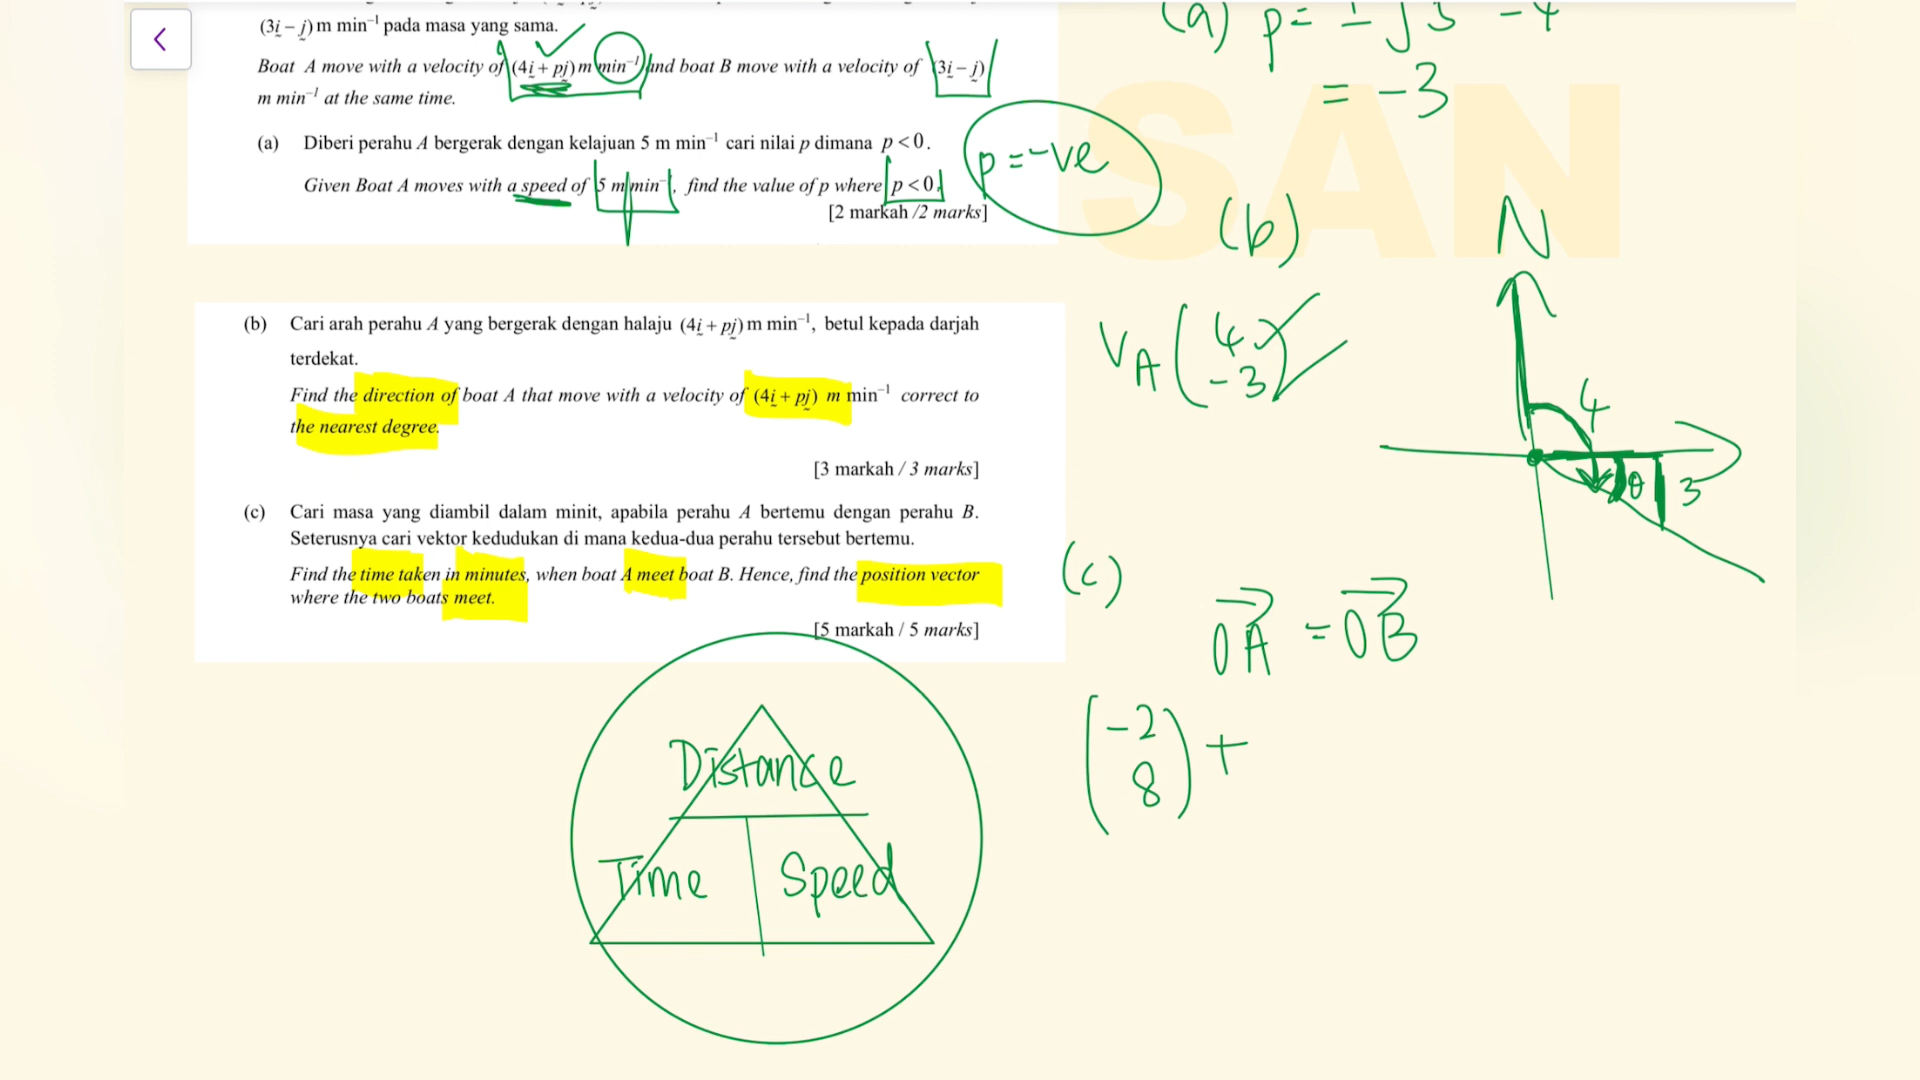 (3i – j) m min⁻¹ pada masa yang sama.
Boat A move with a velocity of (4i + pj) m min⁻¹ and boat B move with a velocity of (3i – j)
m min⁻¹ at the same time.
(a) Diberi perahu A bergerak dengan kelajuan 5 m min⁻¹ cari nilai p dimana p < 0.
Given Boat A moves with a speed of 5 m min⁻¹, find the value of p where p < 0.
[2 markah /2 marks]
p = -ve
(b) Cari arah perahu A yang bergerak dengan halaju (4i + pj) m min⁻¹, betul kepada darjah
terdekat.
Find the direction of boat A that move with a velocity of (4i + pj) m min⁻¹ correct to
the nearest degree.
[3 markah / 3 marks]
(c) Cari masa yang diambil dalam minit, apabila perahu A bertemu dengan perahu B.
Seterusnya cari vektor kedudukan di mana kedua-dua perahu tersebut bertemu.
Find the time taken in minutes, when boat A meet boat B. Hence, find the position vector
where the two boats meet.
[5 markah / 5 marks]
Distance
Time Speed
SAN
(a) p = ±√
= -3
(b)
V A (4
-3)
N
4
θ 3
(c)
OA = OB
(-2
8) +